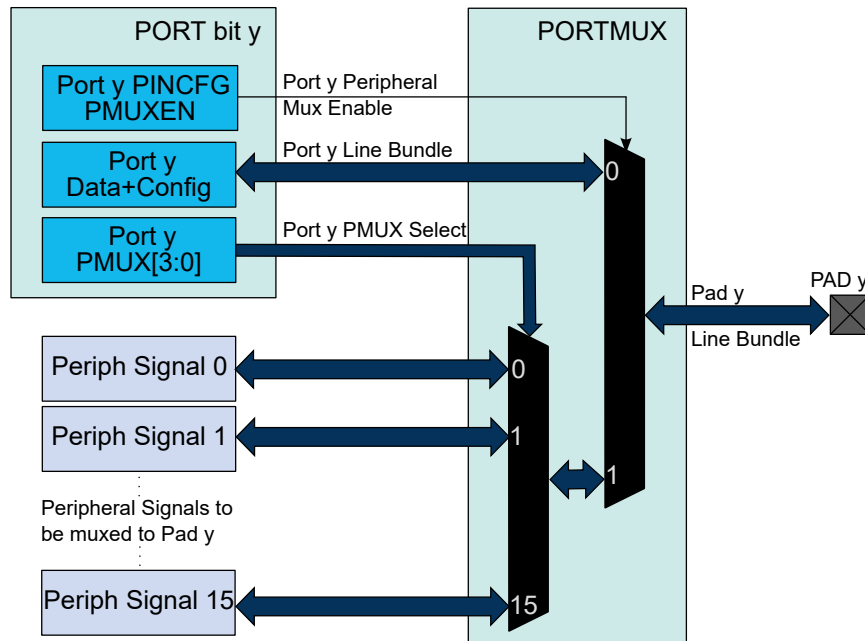 PORT bit y
PORTMUX
Port y PINCFG
PMUXEN
Port y Peripheral
Mux Enable
Port y
Data+Config
Port y Line Bundle
0
Port y
PMUX[3:0]
Port y PMUX Select
Pad y
Line Bundle
PAD y
Periph Signal 0
0
Periph Signal 1
1
1
Peripheral Signals to
be muxed to Pad y
Periph Signal 15
15